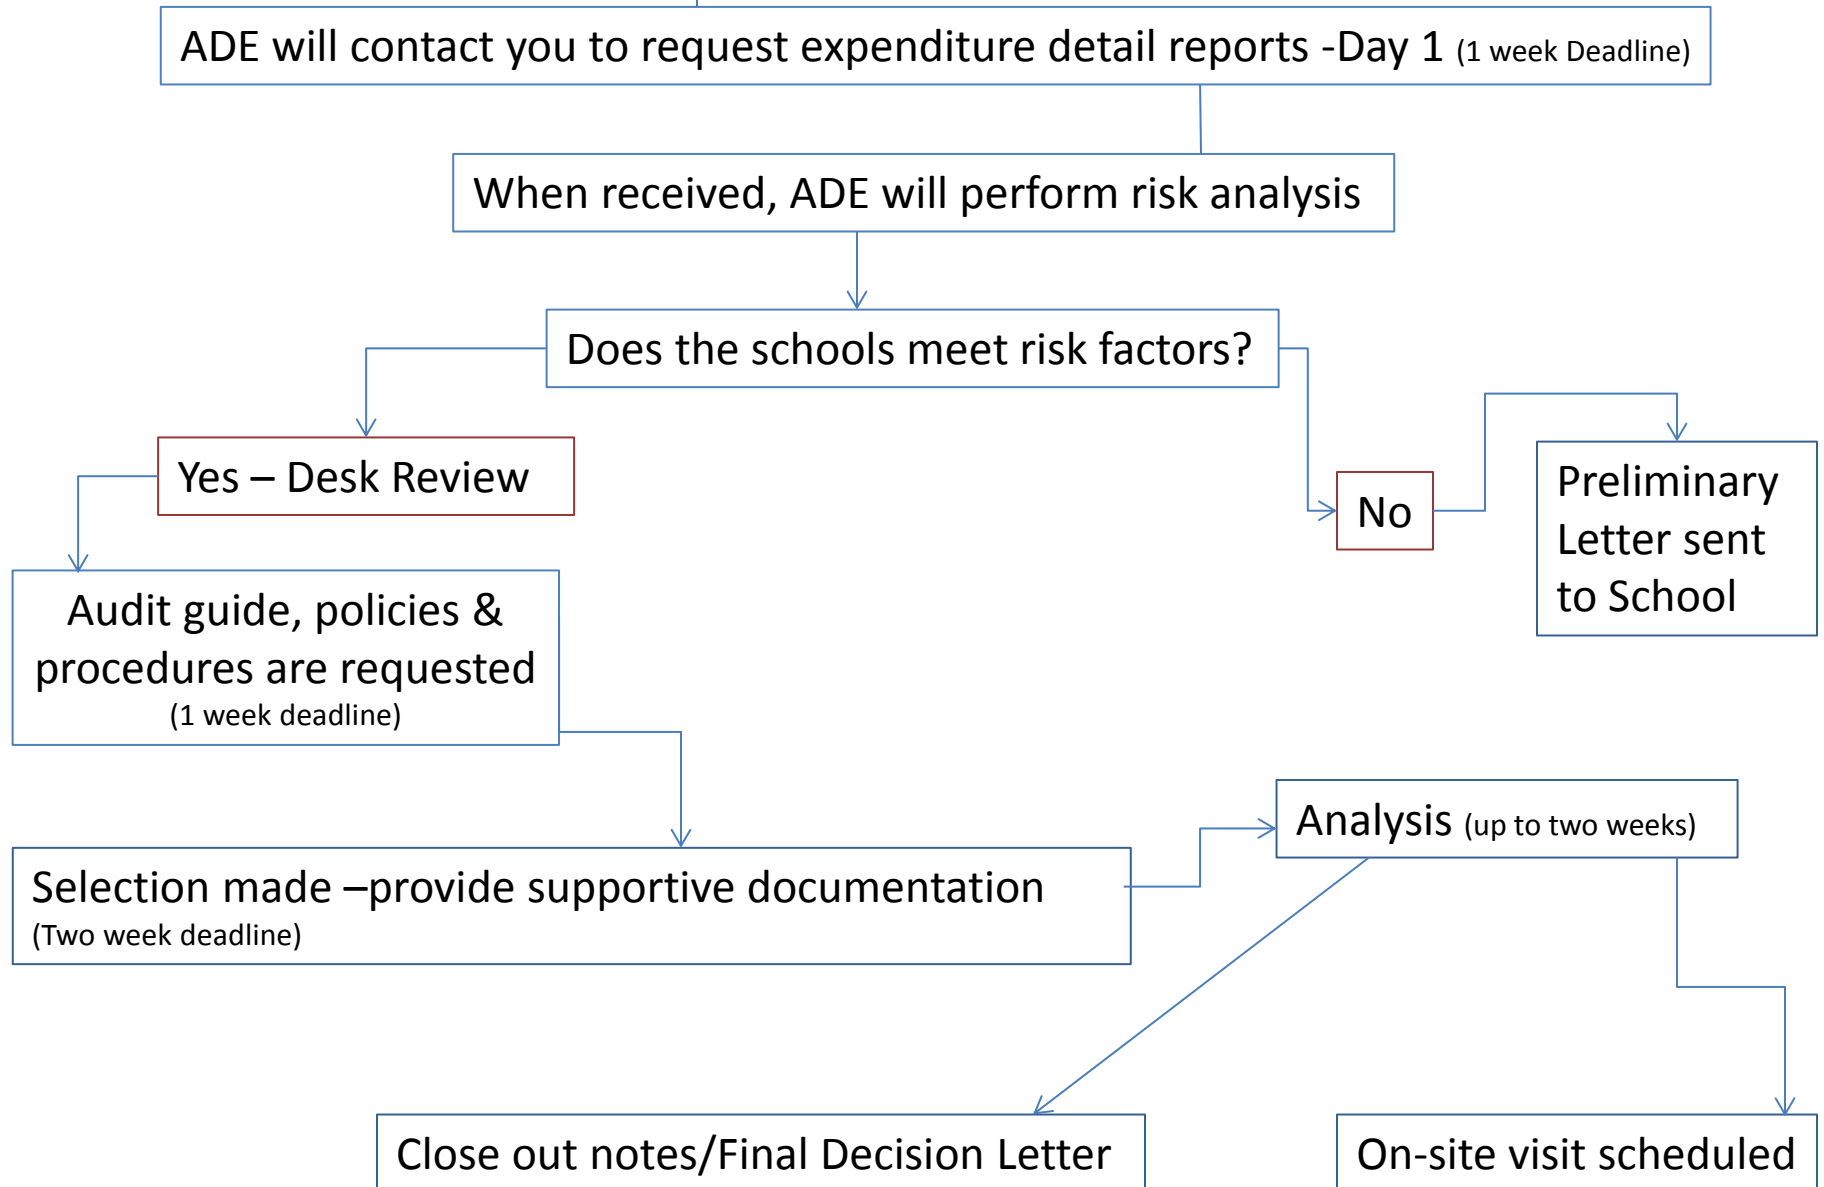 ADE will contact you to request expenditure detail reports -Day 1 (1 week Deadline)
When received, ADE will perform risk analysis
Does the schools meet risk factors?
Yes – Desk Review
No
Preliminary
Letter sent
to School
Audit guide, policies &
procedures are requested
(1 week deadline)
Selection made –provide supportive documentation
(Two week deadline)
Analysis (up to two weeks)
Close out notes/Final Decision Letter
On-site visit scheduled